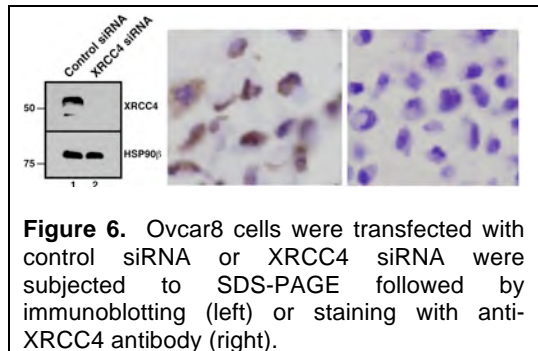 Control siRNA
XRCC4 siRNA
50
XRCC4
75
HSP90β
1 2
Figure 6. Ovcar8 cells were transfected with
control siRNA or XRCC4 siRNA were
subjected to SDS-PAGE followed by
immunoblotting (left) or staining with anti-
XRCC4 antibody (right).